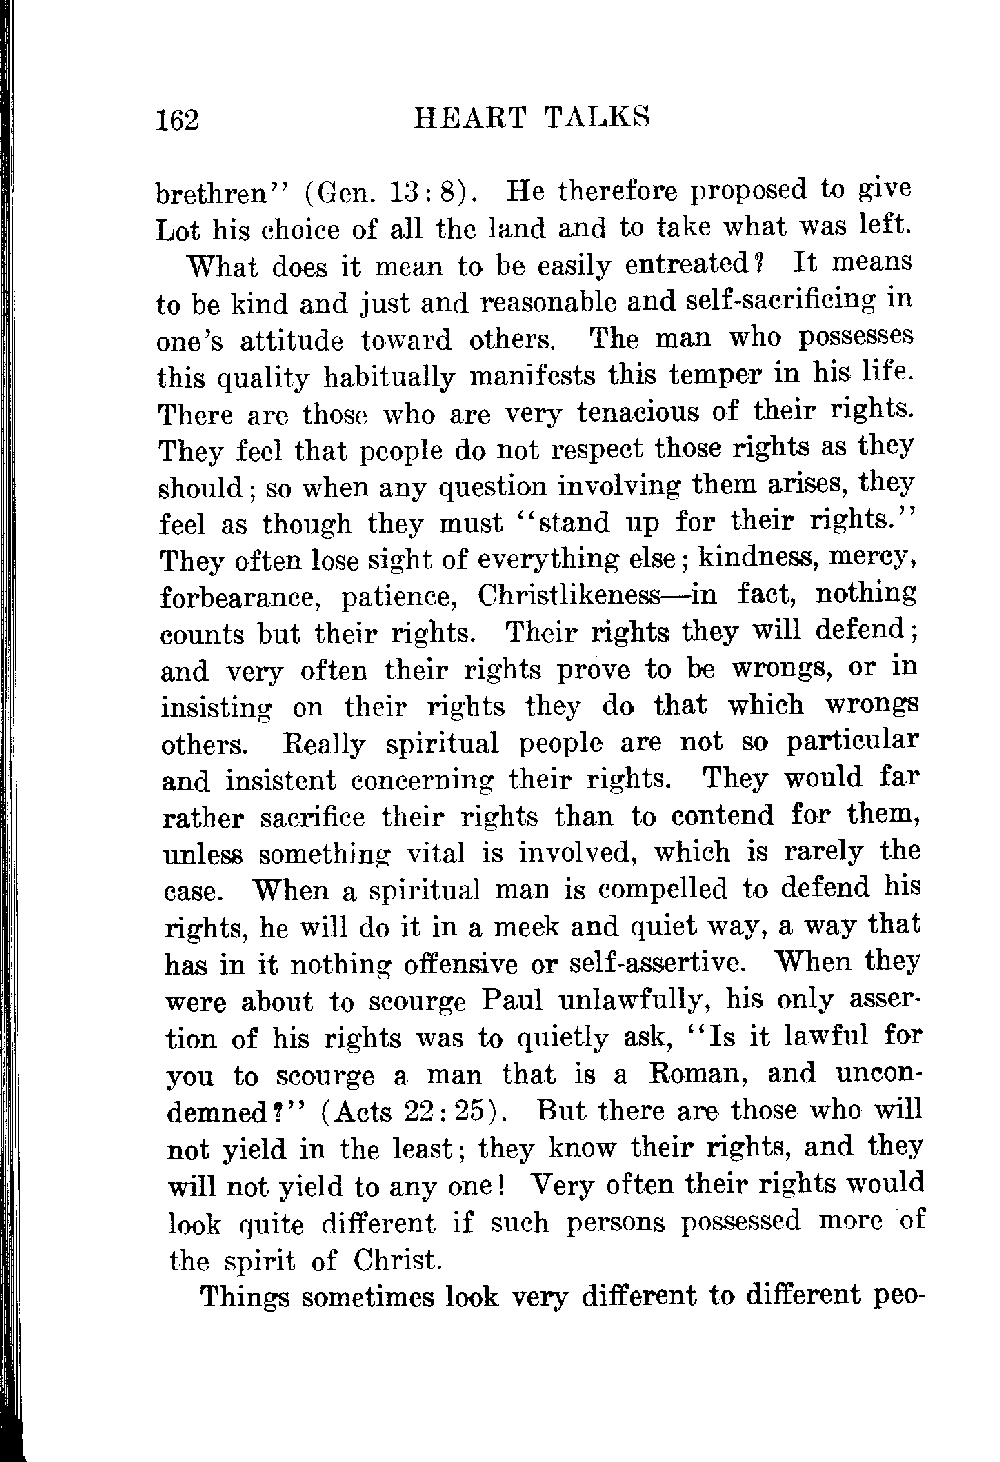 162 HEART TALKS
brethren'' (Gen. 13:8). He therefore proposed to give
Lot his choice of all the land and to take what was left.
What does it mean to be easily entreated? It means
to be kind and just and reasonable and self-sacrificing in
one's attitude toward others. The man who possesses
this quality habitually manifests this temper in his life.
There are those who are very tenacious of their rights.
They feel that people do not respect those rights as they
should; so when any question involving them arises, they
feel as though they must ''stand up for their rights.''
They often lose sight of everything else; kindness, mercy,
forbearance, patience, Christlikeness—in fact, nothing
counts but their rights. Their rights they will defend;
and very often their rights prove to be wrongs, or in
insisting on their rights they do that which wrongs
others. Really spiritual people are not so particular
and insistent concerning their rights. They would far
rather sacrifice their rights than to contend for them,
unless something vital is involved, which is rarely the
case. When a spiritual man is compelled to defend his
rights, he will do it in a meek and quiet way, a way that
has in it nothing offensive or self-assertive. When they
were about to scourge Paul unlawfully, his only asser-
tion of his rights was to quietly ask, ''Is it lawful for
you to scourge a man that is a Roman, and uncon-
demned?'' (Acts 22:25). But there are those who will
not yield in the least; they know their rights, and they
will not yield to any one! Very often their rights would
look quite different if such persons possessed more of
the spirit of Christ.
Things sometimes look very different to different peo-